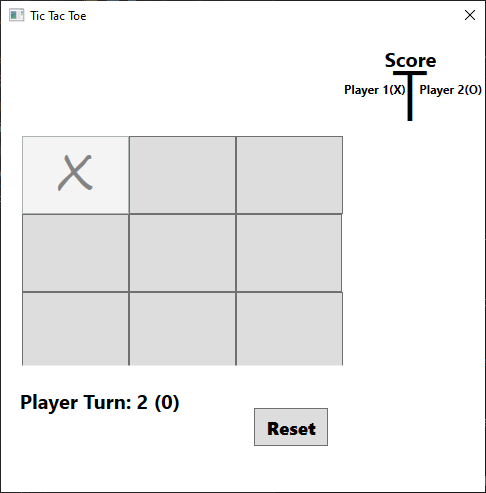 Tic Tac Toe
Score
Player 1(X) Player 2(O)
X
Player Turn: 2 (0)
Reset